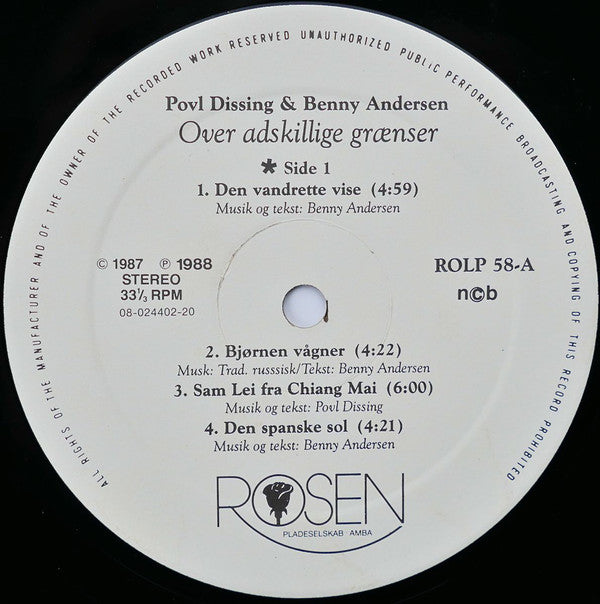 ALL RIGHTS OF THE MANUFACTURER AND OF THE OWNER OF THE RECORDED WORK RESERVED UNAUTHORIZED PUBLIC PERFORMANCE BROADCASTING AND COPYING OF THIS RECORD PROHIBITED
Povl Dissing & Benny Andersen
Over adskillige grænser
* Side 1
1. Den vandrette vise (4:59)
Musik og tekst: Benny Andersen
© 1987 ℗ 1988
STEREO
33⅓ RPM
08-024402-20
ROLP 58-A
n©b
2. Bjørnen vågner (4:22)
Musk: Trad. russsisk/Tekst: Benny Andersen
3. Sam Lei fra Chiang Mai (6:00)
Musik og tekst: Povl Dissing
4. Den spanske sol (4:21)
Musik og tekst: Benny Andersen
ROSEN
PLADESELSKAB AMBA